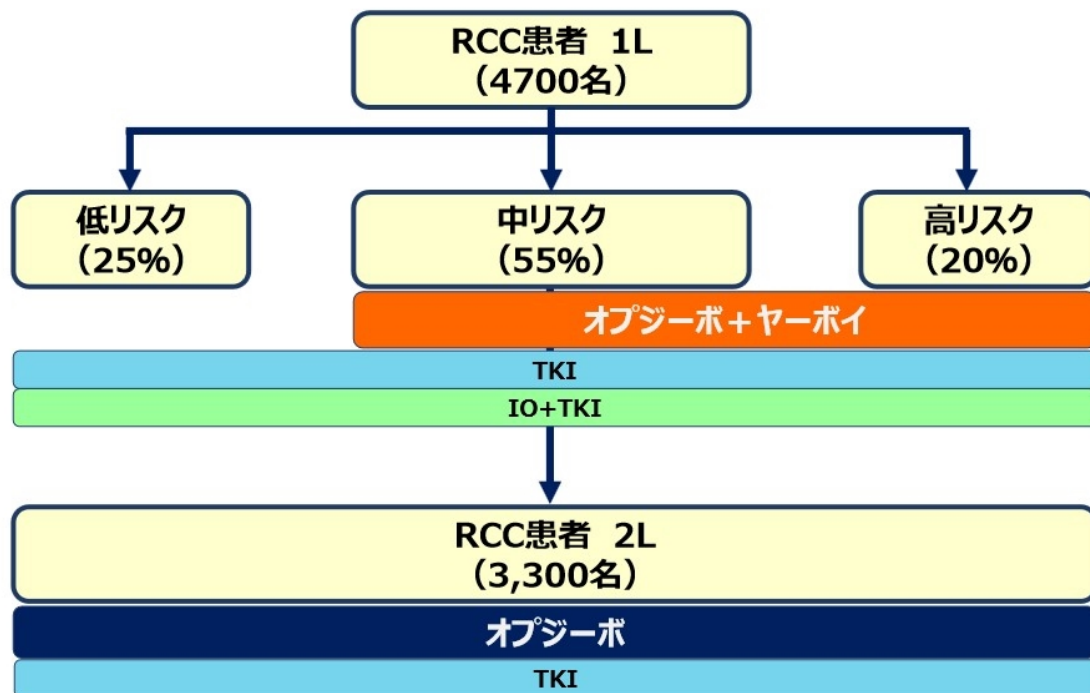 RCC患者 1L
（4700名）
低リスク
（25%）
中リスク
（55%）
高リスク
（20%）
オプジーボ＋ヤーボイ
TKI
IO+TKI
RCC患者 2L
（3,300名）
オプジーボ
TKI